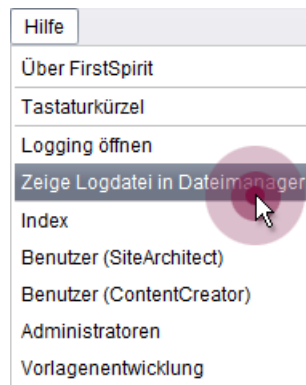 Hilfe
Über FirstSpirit
Tastaturkürzel
Logging öffnen
Zeige Logdatei in Dateimanager
Index
Benutzer (SiteArchitect)
Benutzer (ContentCreator)
Administratoren
Vorlagenentwicklung